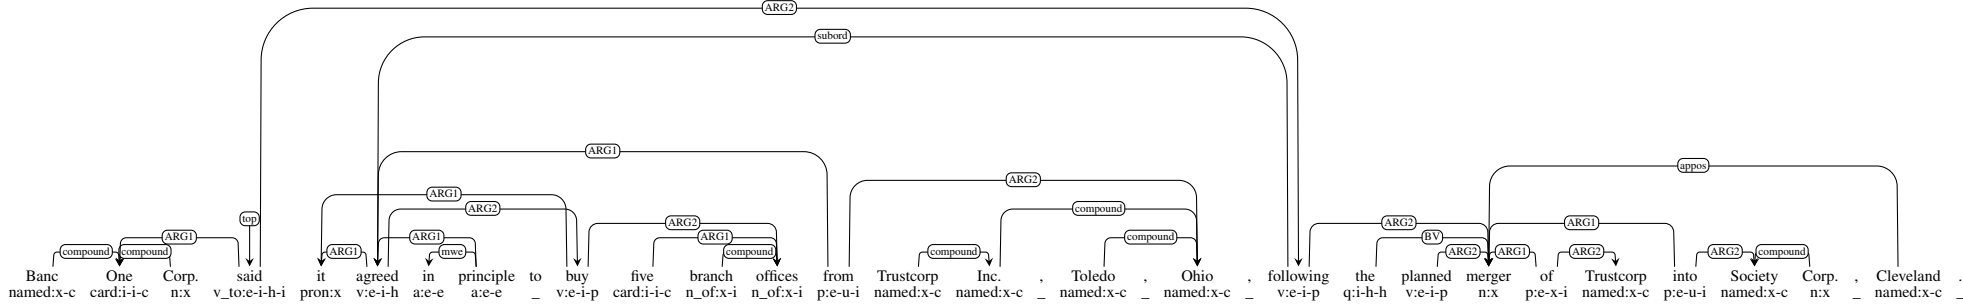 ARG2
subord
ARG1
appos
ARG1 ARG2 ARG2 compound
top ARG2 ARG1
ARG1 ARG1 ARG1 compound BV
compound compound ARG1 mwe compound compound ARG2 ARG1 ARG2 ARG2 compound
Banc One Corp. said it agreed in principle to buy five branch offices from Trustcorp Inc. , Toledo , Ohio , following the planned merger of Trustcorp into Society Corp. , Cleveland .
named:x-c card:i-i-c n:x v_to:e-i-h-i pron:x v:e-i-h a:e-e a:e-e _ v:e-i-p card:i-i-c n_of:x-i n_of:x-i p:e-u-i named:x-c named:x-c _ named:x-c _ named:x-c _ v:e-i-p q:i-h-h v:e-i-p n:x p:e-x-i named:x-c p:e-u-i named:x-c n:x _ named:x-c _